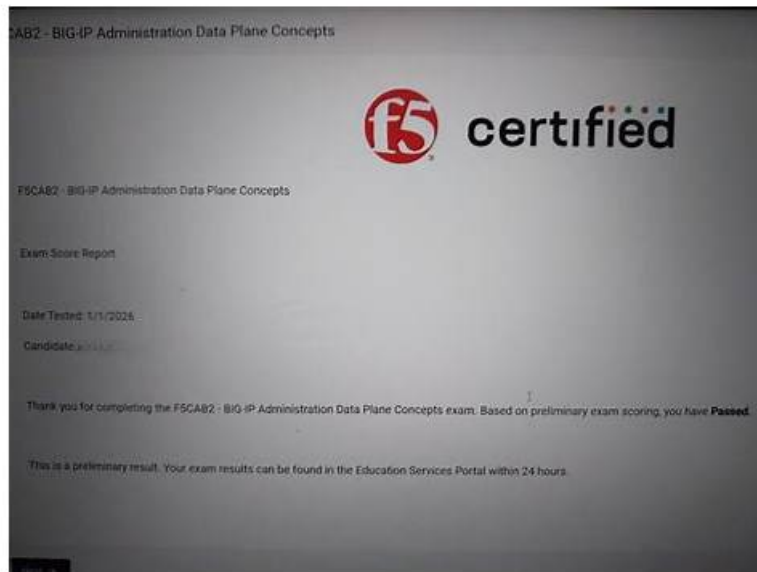 CAB2 - BIG-IP Administration Data Plane Concepts
f5 certified
F5CAB2 - BIG-IP Administration Data Plane Concepts
Exam Score Report
Date Tested: 1/1/2026
Candidate:
Thank you for completing the F5CAB2 - BIG-IP Administration Data Plane Concepts exam. Based on preliminary exam scoring, you have Passed.
This is a preliminary result. Your exam results can be found in the Education Services Portal within 24 hours.